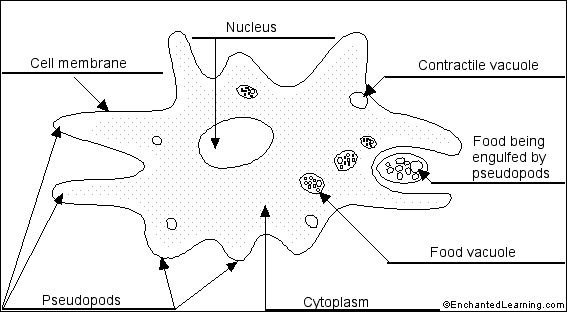 Nucleus
Cell membrane
Contractile vacuole
Food being
engulfed by
pseudopods
Food vacuole
Pseudopods
Cytoplasm
©EnchantedLearning.com